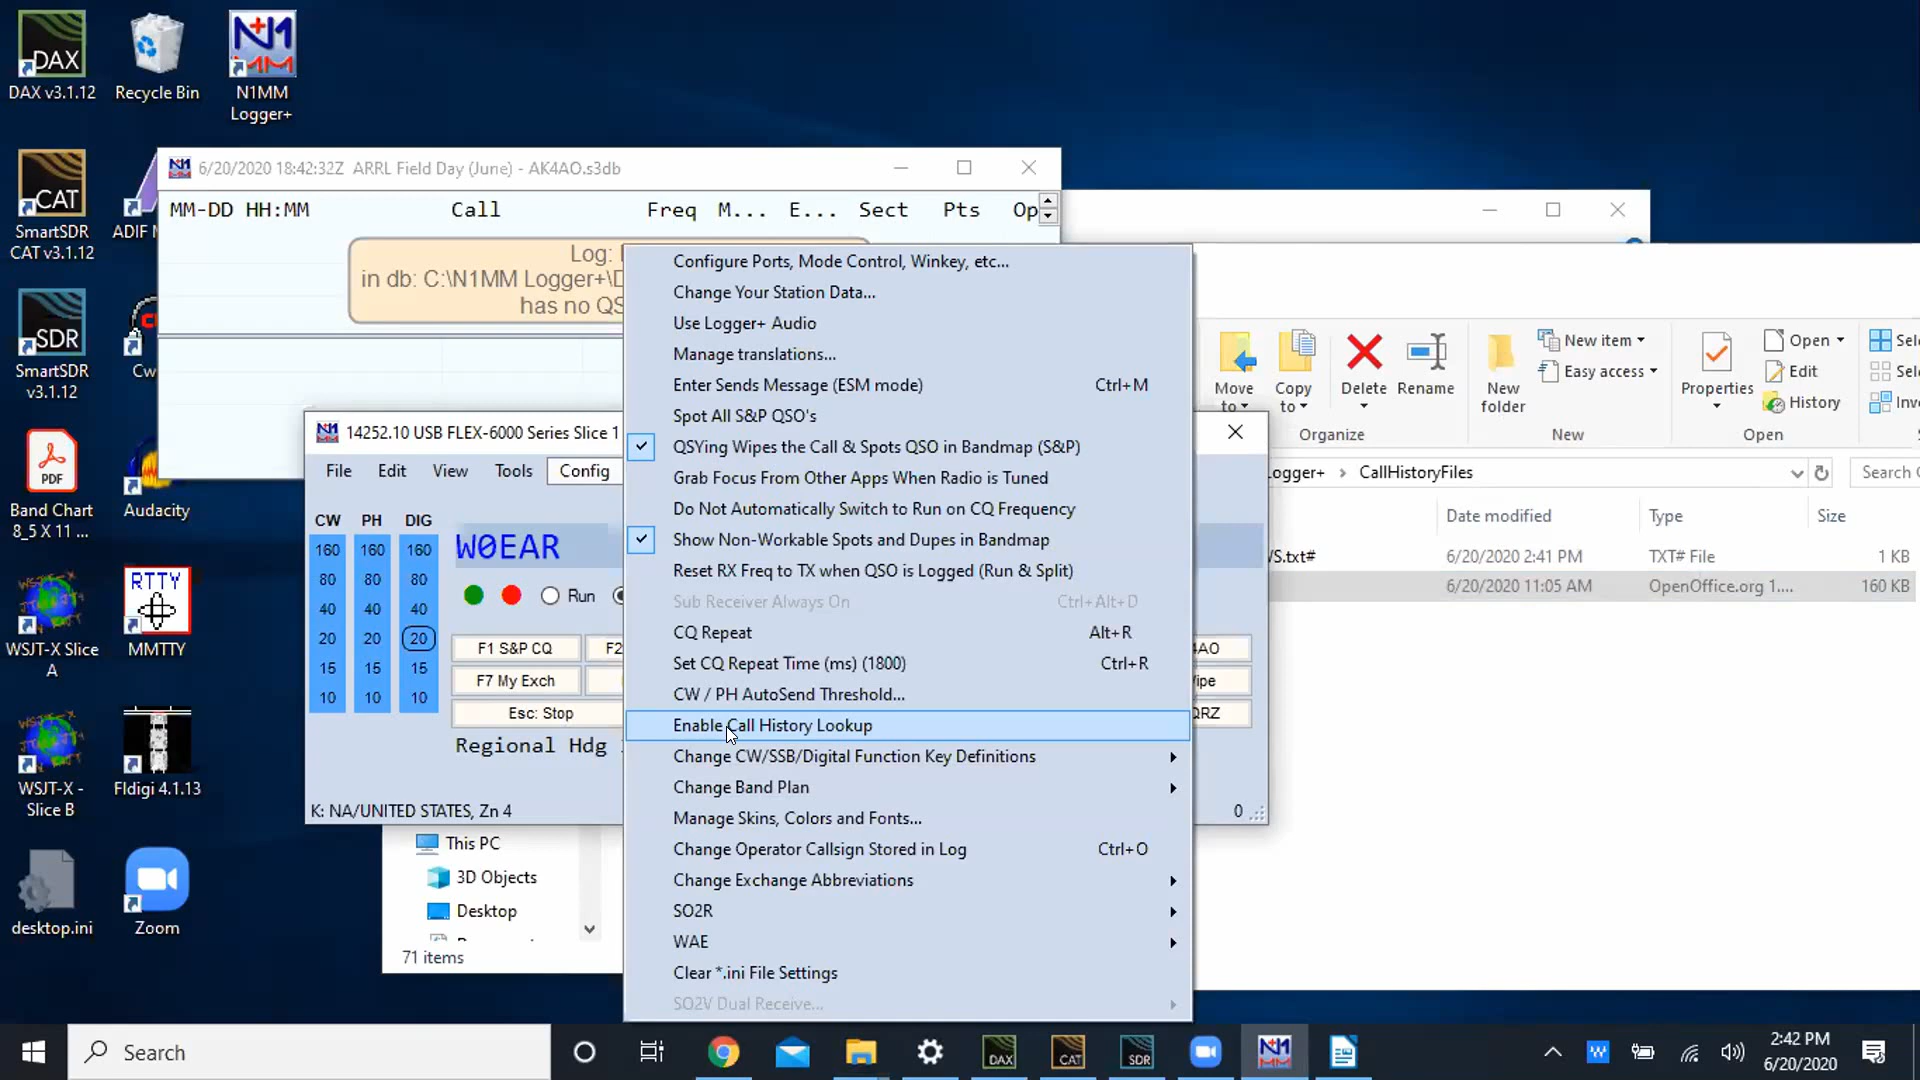 DAX
DAX v3.1.12
Recycle Bin
N1MM
Logger+
CAT
SmartSDR
CAT v3.1.12
ADIF
SDR
SmartSDR
v3.1.12
PDF
Band Chart
8_5 X 11 ...
Audacity
WSJT-X Slice
A
RTTY
MMTTY
WSJT-X -
Slice B
Fldigi 4.1.13
desktop.ini
Zoom
6/20/2020 18:42:32Z ARRL Field Day (June) - AK4AO.s3db
MM-DD HH:MM Call Freq M... E... Sect Pts Op
Log:
in db: C:\N1MM Logger+\D
has no QS
14252.10 USB FLEX-6000 Series Slice 1
File Edit View Tools Config
CW PH DIG
160 160 160
80 80 80
40 40 40
20 20 20
15 15 15
10 10 10
W0EAR
Run
F1 S&P CQ
F2
F7 My Exch
Esc: Stop
4AO
QRZ
Regional Hdg
K: NA/UNITED STATES, Zn 4
0
Configure Ports, Mode Control, Winkey, etc...
Change Your Station Data...
Use Logger+ Audio
Manage translations...
Enter Sends Message (ESM mode) Ctrl+M
Spot All S&P QSO's
QSYing Wipes the Call & Spots QSO in Bandmap (S&P)
Grab Focus From Other Apps When Radio is Tuned
Do Not Automatically Switch to Run on CQ Frequency
Show Non-Workable Spots and Dupes in Bandmap
Reset RX Freq to TX when QSO is Logged (Run & Split)
Sub Receiver Always On Ctrl+Alt+D
CQ Repeat Alt+R
Set CQ Repeat Time (ms) (1800) Ctrl+R
CW / PH AutoSend Threshold...
Enable Call History Lookup
Change CW/SSB/Digital Function Key Definitions
Change Band Plan
Manage Skins, Colors and Fonts...
Change Operator Callsign Stored in Log Ctrl+O
Change Exchange Abbreviations
SO2R
WAE
Clear *.ini File Settings
SO2V Dual Receive...
Move
to
Copy
to
Delete
Rename
Organize
New
folder
New item
Easy access
New
Properties
Open
Edit
History
Open
Logger+ > CallHistoryFiles
Search
Date modified Type Size
S.txt# 6/20/2020 2:41 PM TXT# File 1 KB
6/20/2020 11:05 AM OpenOffice.org 1.... 160 KB
This PC
3D Objects
Desktop
71 items
Search
DAX
CAT
SDR
2:42 PM
6/20/2020